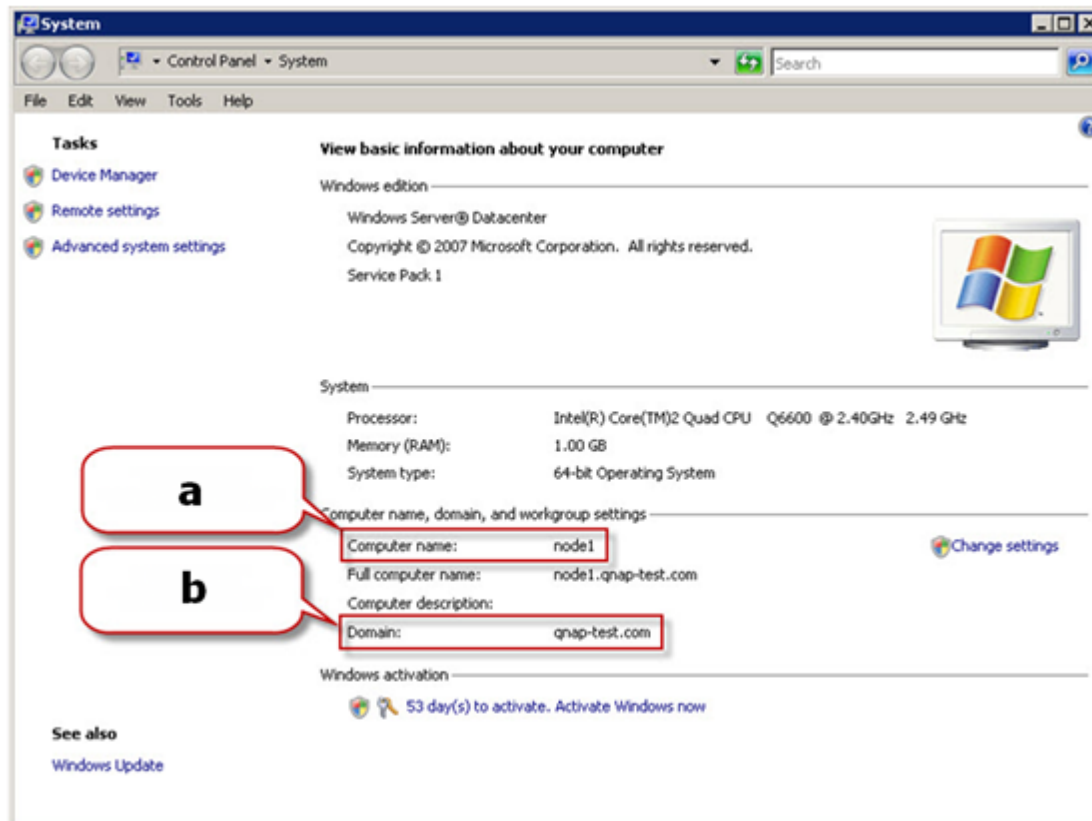 System
Control Panel System
Search
File Edit View Tools Help
Tasks
Device Manager
Remote settings
Advanced system settings
View basic information about your computer
Windows edition
Windows Server® Datacenter
Copyright © 2007 Microsoft Corporation. All rights reserved.
Service Pack 1
System
Processor: Intel(R) Core(TM)2 Quad CPU Q6600 @ 2.40GHz 2.49 GHz
Memory (RAM): 1.00 GB
System type: 64-bit Operating System
a
Computer name, domain, and workgroup settings
Computer name: node1
Change settings
Full computer name: node1.qnap-test.com
b
Computer description:
Domain: qnap-test.com
Windows activation
53 day(s) to activate. Activate Windows now
See also
Windows Update